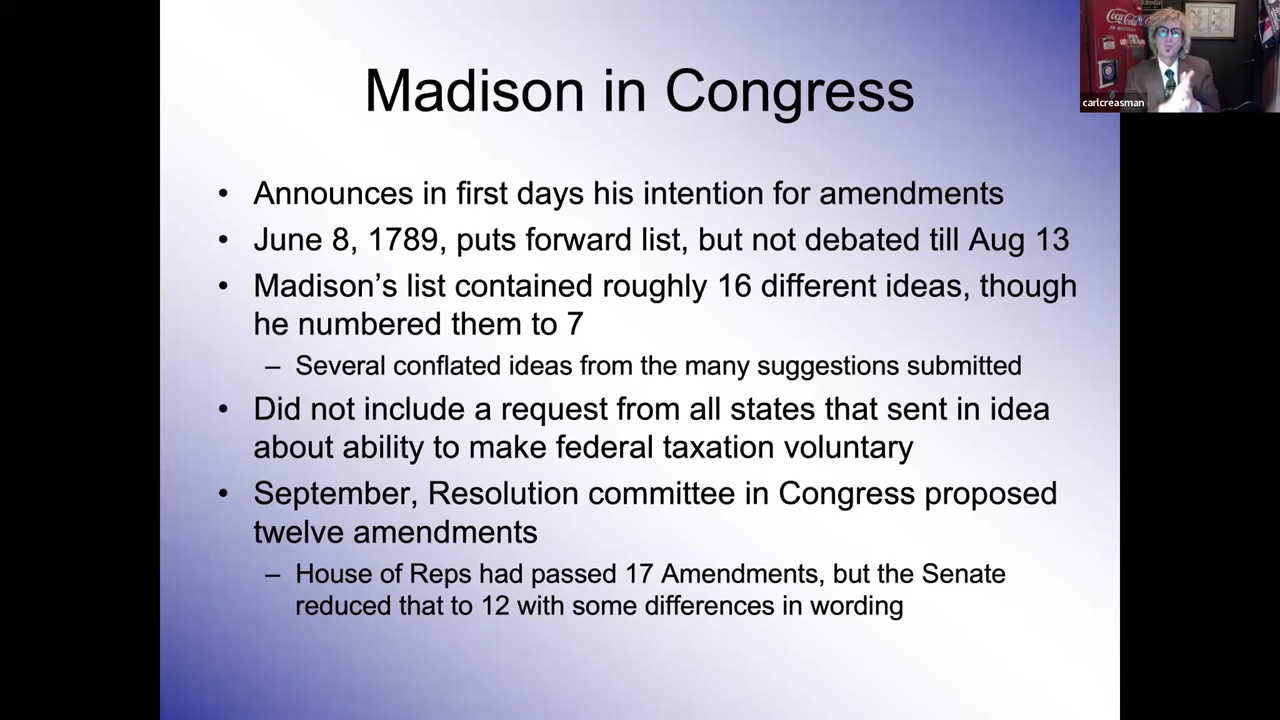 Madison in Congress
• Announces in first days his intention for amendments
• June 8, 1789, puts forward list, but not debated till Aug 13
• Madison’s list contained roughly 16 different ideas, though
he numbered them to 7
– Several conflated ideas from the many suggestions submitted
• Did not include a request from all states that sent in idea
about ability to make federal taxation voluntary
• September, Resolution committee in Congress proposed
twelve amendments
– House of Reps had passed 17 Amendments, but the Senate
reduced that to 12 with some differences in wording
Coca-Cola
IN BOTTLES
carlcreasman